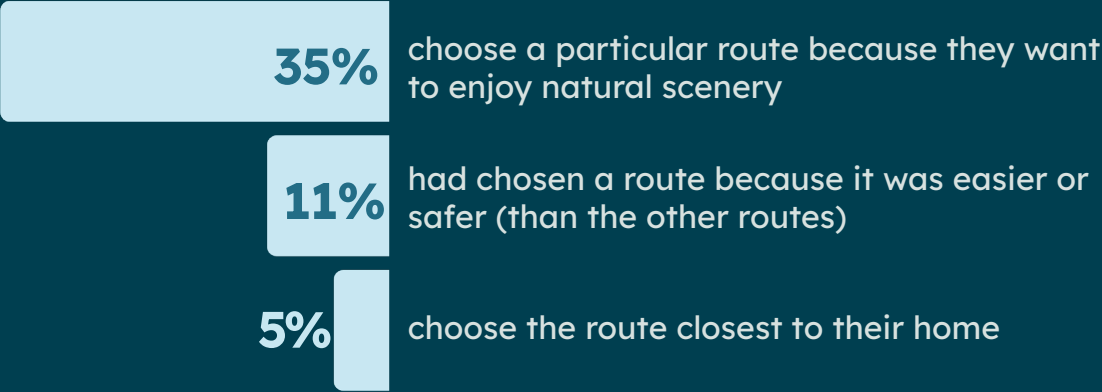 35%
choose a particular route because they want
to enjoy natural scenery
11%
had chosen a route because it was easier or
safer (than the other routes)
5%
choose the route closest to their home